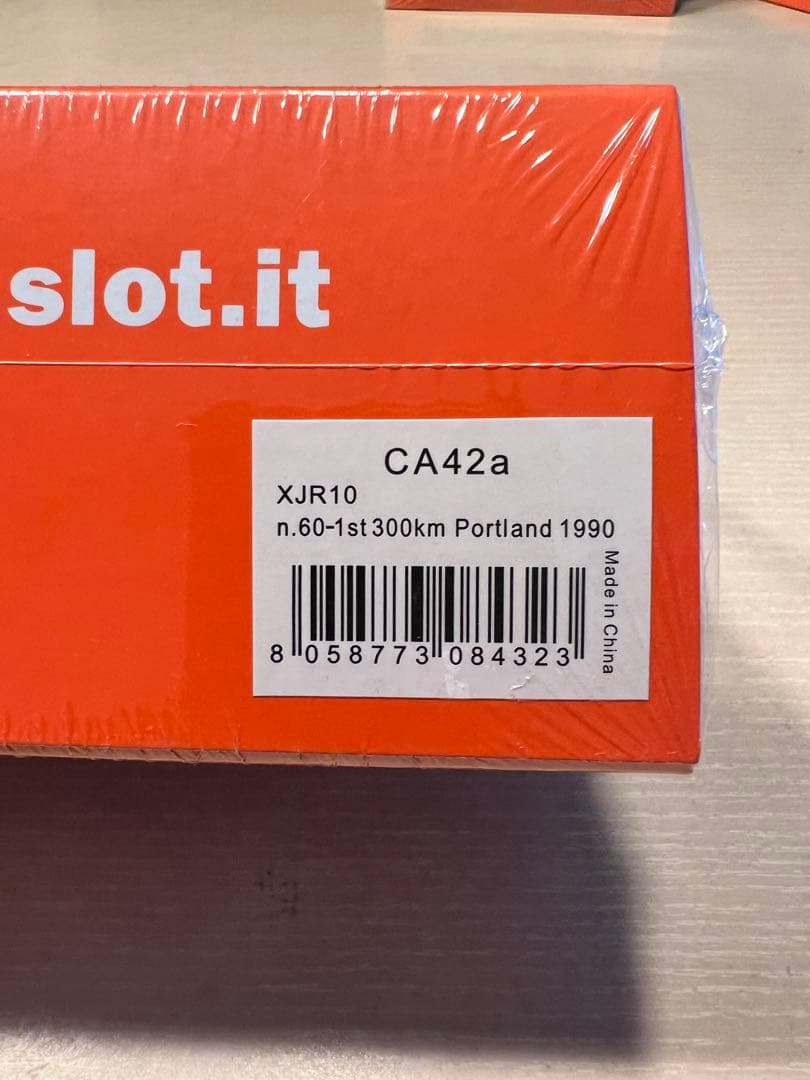 slot.it
CA42a
XJR10
n.60-1st 300km Portland 1990
Made in China
8 058773 084323